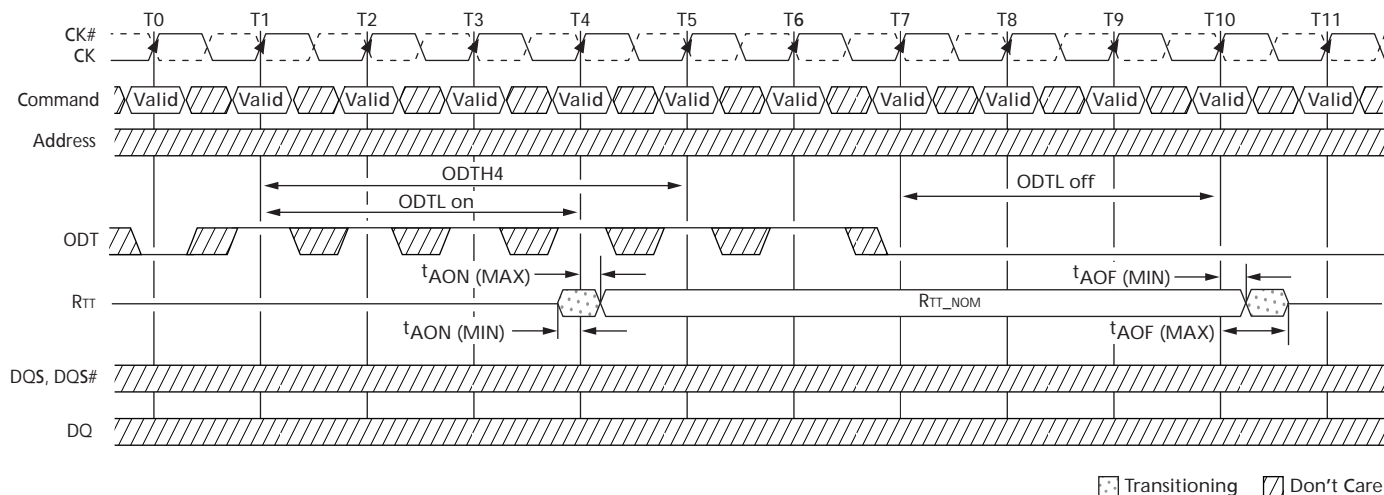 T0 T1 T2 T3 T4 T5 T6 T7 T8 T9 T10 T11
CK#
CK
Command Valid Valid Valid Valid Valid Valid Valid Valid Valid Valid Valid Valid
Address
ODTH4
ODTL off
ODTL on
ODT
tAON (MAX) tAOF (MIN)
RTT RTT_NOM
tAON (MIN) tAOF (MAX)
DQS, DQS#
DQ
Transitioning Don't Care